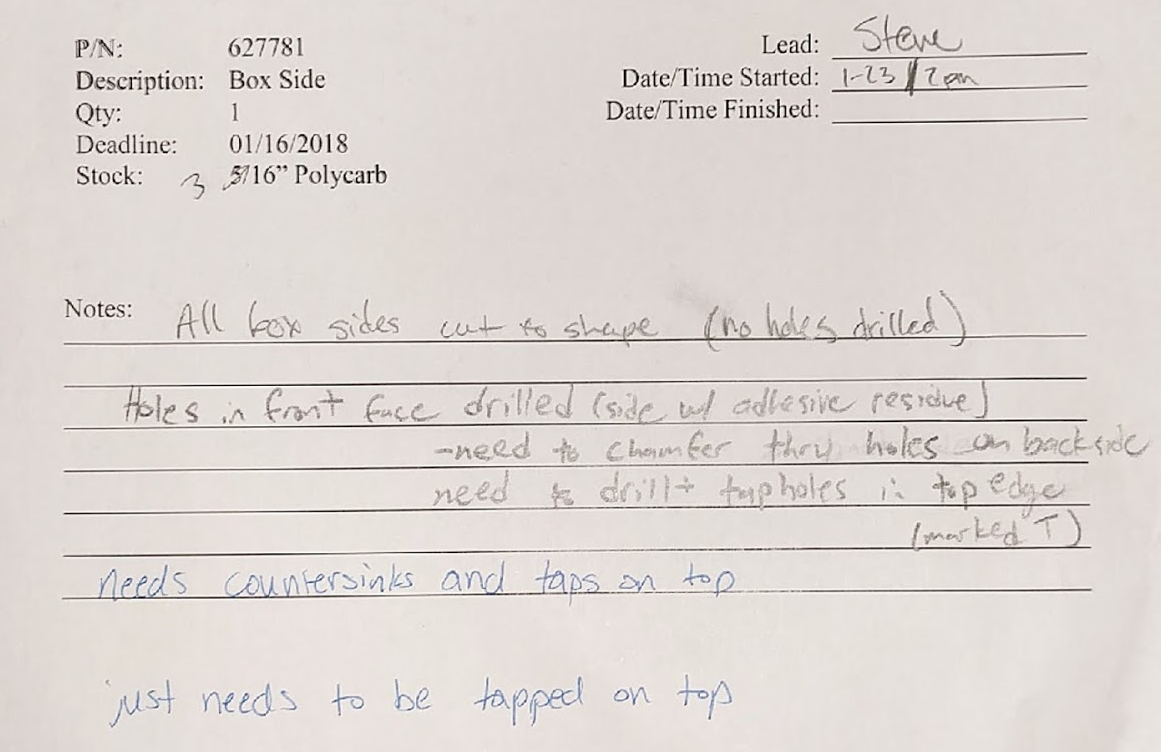 P/N: 627781
Description: Box Side
Qty: 1
Deadline: 01/16/2018
Stock: 3 5/16" Polycarb
Lead: Steve
Date/Time Started: 1-23 / 2pm
Date/Time Finished:
Notes: All box sides cut to shape (no holes drilled)
Holes in front face drilled (side w/ adhesive residue)
-need to chamfer thru holes on backside
need to drill + tap holes in top edge
(marked T)
needs countersinks and taps on top
just needs to be tapped on top